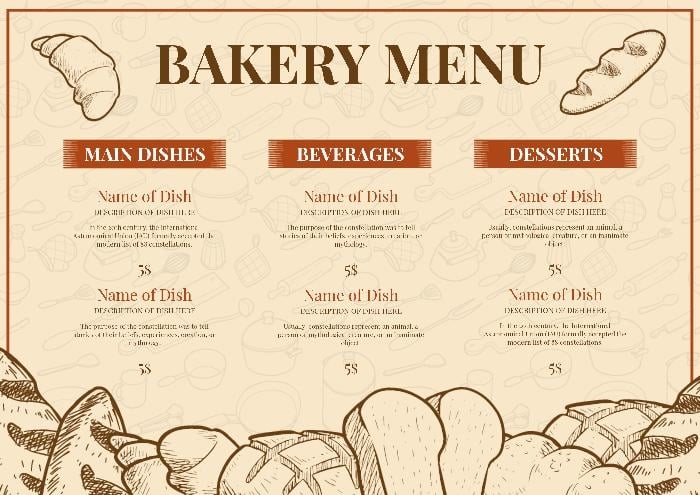 BAKERY MENU
MAIN DISHES
Name of Dish
DESCRIPTION OF DISH HERE
In the 20th century, the International
Astronomical Union (IAU) formally accepted the
modern list of 88 constellations.
5$
Name of Dish
DESCRIPTION OF DISH HERE
The purpose of the constellation was to tell
stories of their beliefs, experiences, creation, or
mythology.
5$
BEVERAGES
Name of Dish
DESCRIPTION OF DISH HERE
The purpose of the constellation was to tell
stories of their beliefs, experiences, creation, or
mythology.
5$
Name of Dish
DESCRIPTION OF DISH HERE
Usually, constellations represent an animal, a
person or mythological creature, or an inanimate
object
5$
DESSERTS
Name of Dish
DESCRIPTION OF DISH HERE
Usually, constellations represent an animal, a
person or mythological creature, or an inanimate
object
5$
Name of Dish
DESCRIPTION OF DISH HERE
In the 20th century, the International
Astronomical Union (IAU) formally accepted the
modern list of 88 constellations.
5$